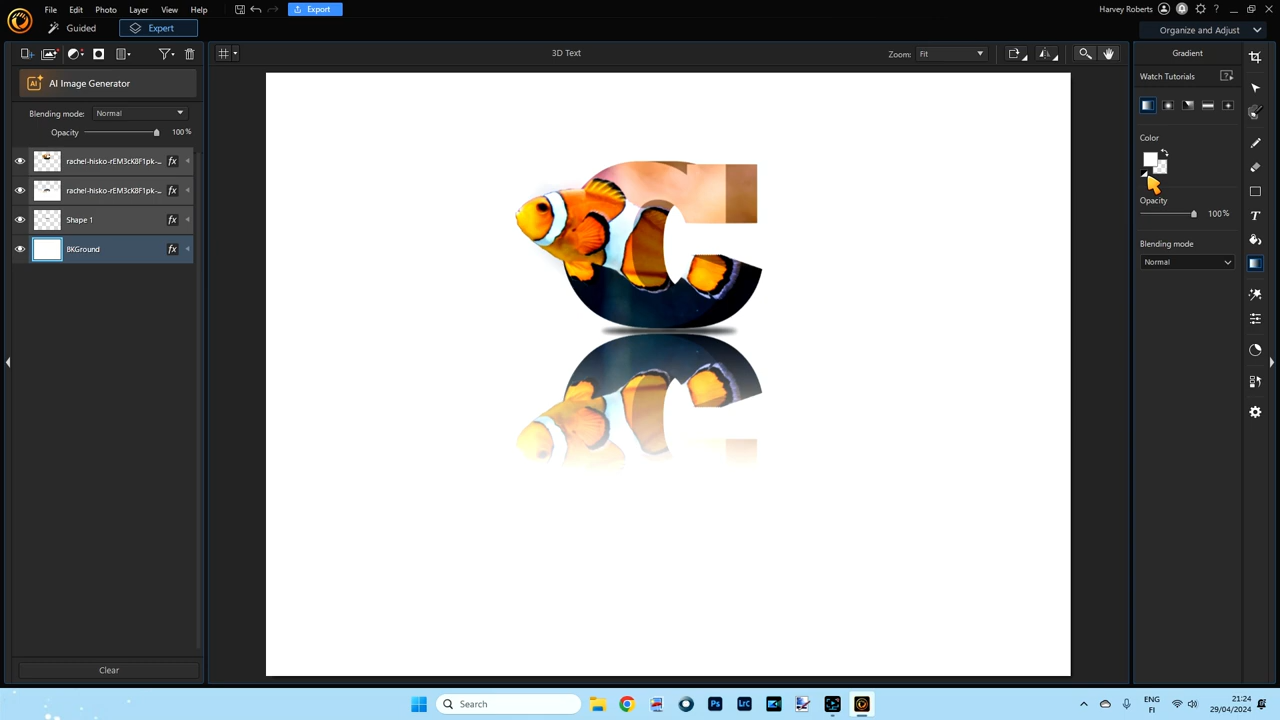 File Edit Photo Layer View Help Export Harvey Roberts
Guided Expert Organize and Adjust
3D Text Zoom: Fit Gradient
AI Image Generator Watch Tutorials
Blending mode: Normal
Opacity 100%
Color
rachel-hisko-rEM3cK8F1pk-...
rachel-hisko-rEM3cK8F1pk-...
Opacity
100%
Shape 1
Blending mode
BKGround
Normal
Clear
Search
Ps LrC
ENG
FI
21:24
29/04/2024